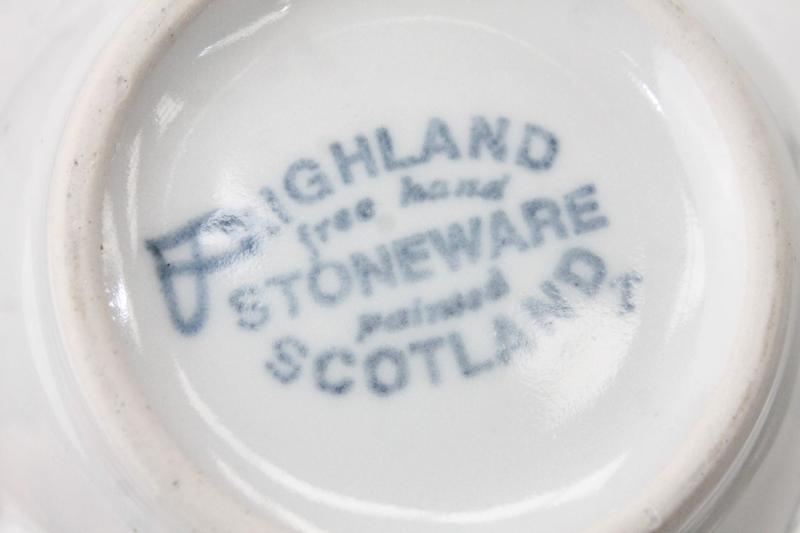 HIGHLAND
free hand
STONEWARE
painted
SCOTLAND